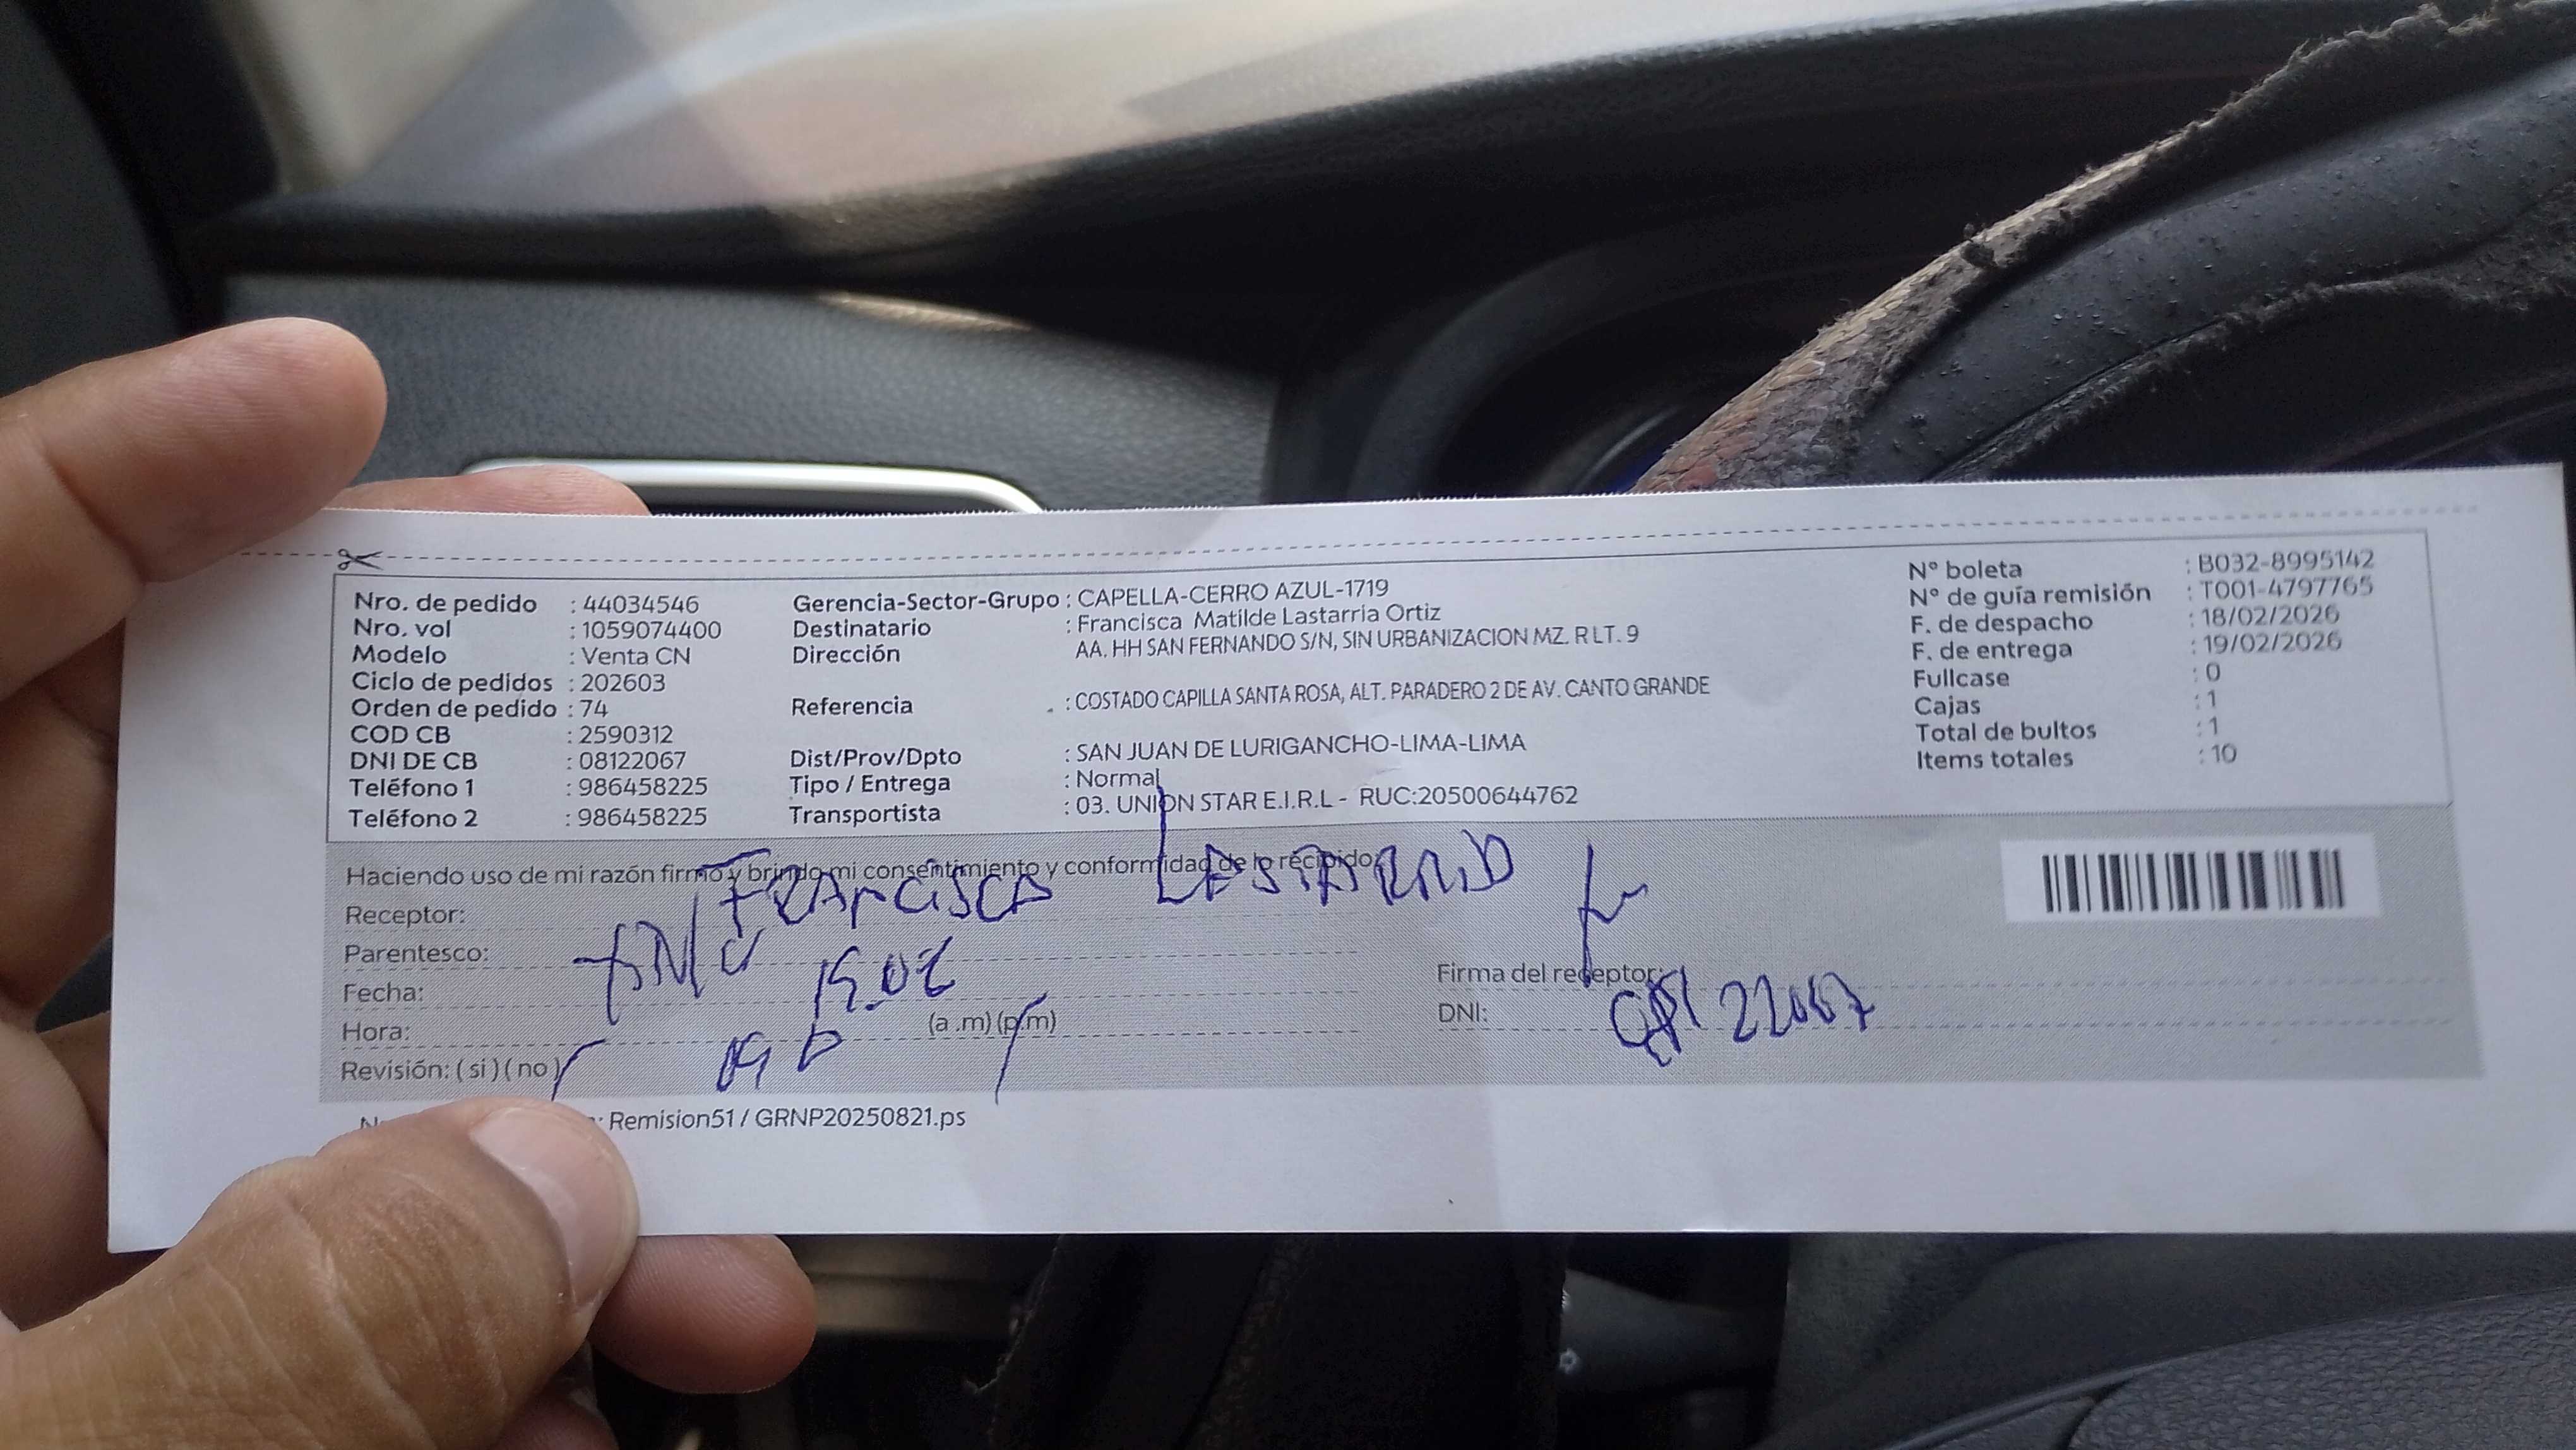 Nro. de pedido : 44034546
Nro. vol : 1059074400
Modelo : Venta CN
Ciclo de pedidos : 202603
Orden de pedido : 74
COD CB : 2590312
DNI DE CB : 08122067
Teléfono 1 : 986458225
Teléfono 2 : 986458225
Gerencia-Sector-Grupo : CAPELLA-CERRO AZUL-1719
Destinatario : Francisca Matilde Lastarria Ortiz
Dirección AA. HH SAN FERNANDO S/N, SIN URBANIZACION MZ. R LT. 9
Referencia : COSTADO CAPILLA SANTA ROSA, ALT. PARADERO 2 DE AV. CANTO GRANDE
Dist/Prov/Dpto : SAN JUAN DE LURIGANCHO-LIMA-LIMA
Tipo / Entrega : Normal
Transportista : 03. UNION STAR E.I.R.L - RUC:20500644762
N° boleta : B032-8995142
N° de guía remisión : T001-4797765
F. de despacho : 18/02/2026
F. de entrega : 19/02/2026
Fullcase : 0
Cajas : 1
Total de bultos : 1
Items totales : 10
Haciendo uso de mi razón firmo y brindo mi consentimiento y conformidad de lo recibido.
Receptor: FRANCISCA LASTARRIA
Parentesco:
Fecha: 19.02
Hora: (a .m) (p.m)
Revisión: ( si ) ( no )
Firma del receptor:
DNI:
: Remision51 / GRNP20250821.ps